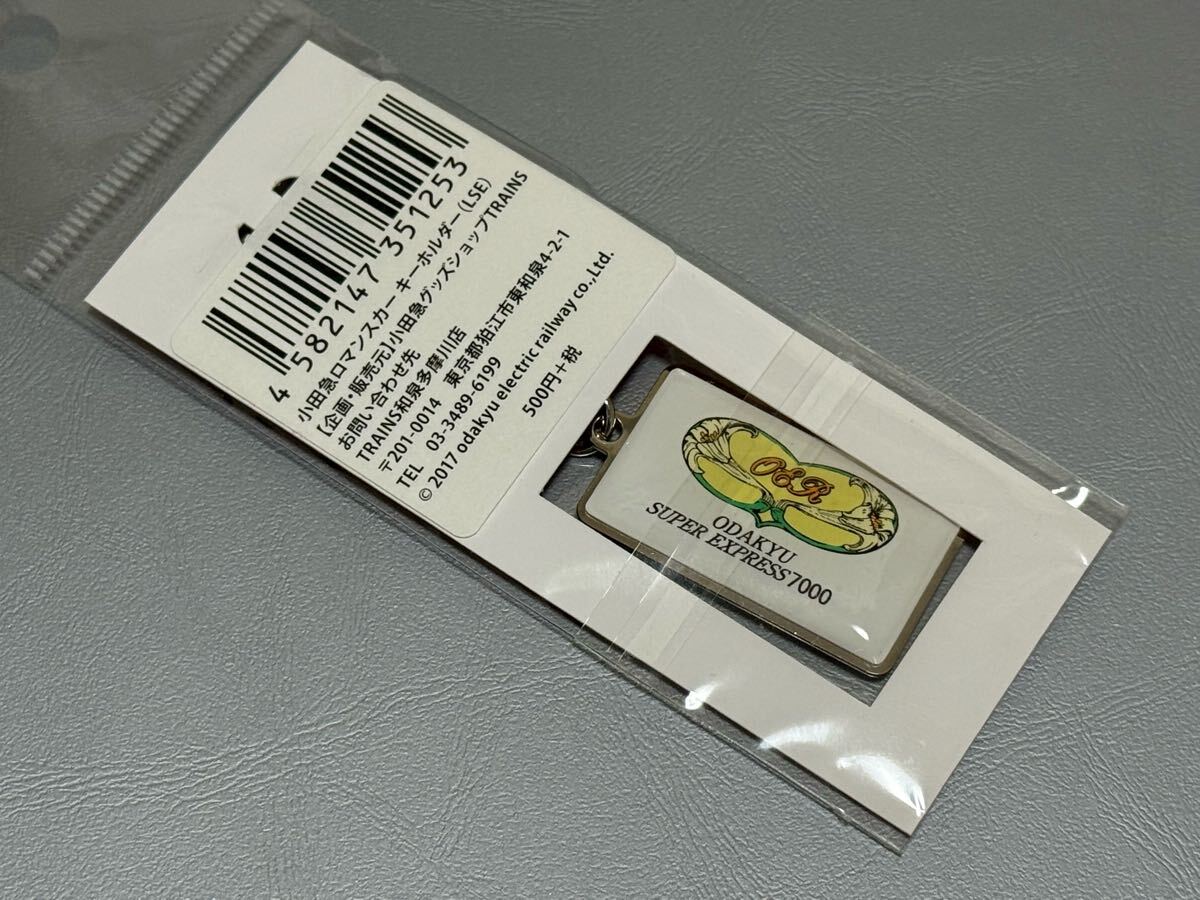 4 582147 351253
小田急ロマンスカー キーホルダー(LSE)
【企画・販売元】小田急グッズショップTRAINS
お問い合わせ先
TRAINS和泉多摩川店
〒201-0014 東京都狛江市東和泉4-2-1
TEL 03-3489-6199
© 2017 odakyu electric railway co.,Ltd.
500円+税
OER
ODAKYU
SUPER EXPRESS7000